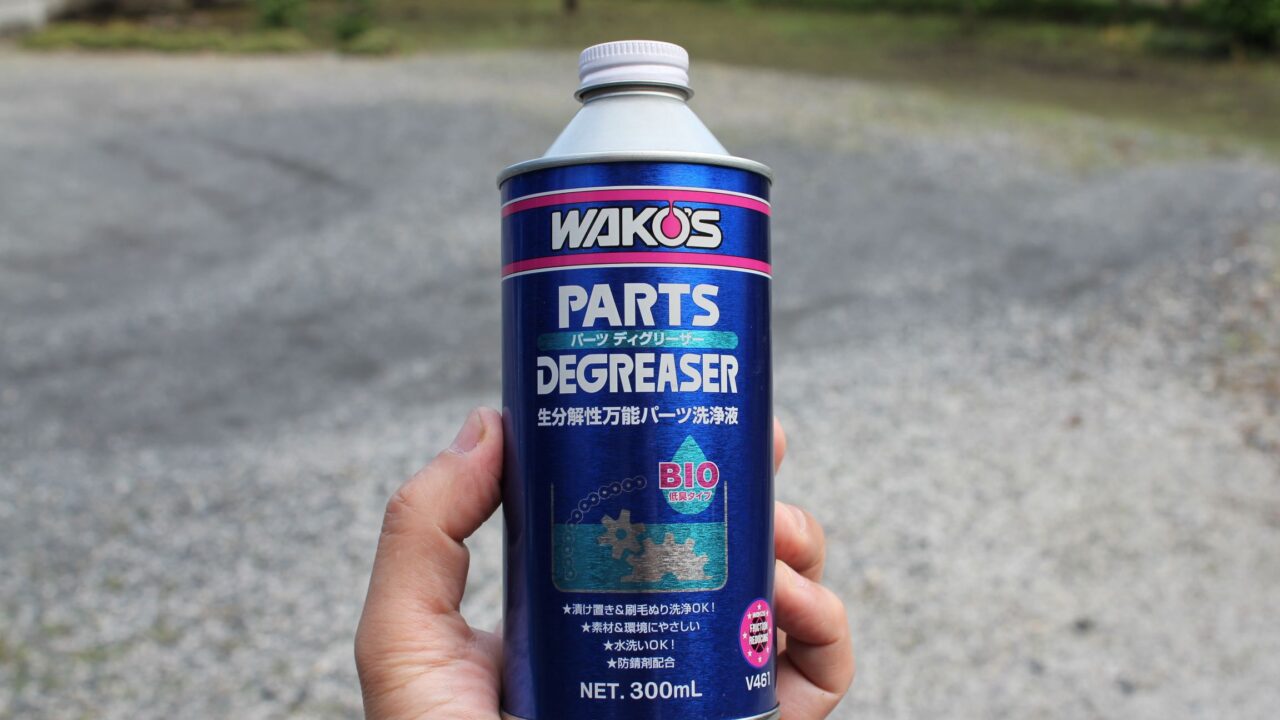 WAKO'S
PARTS
パーツ ディグリーザー
DEGREASER
生分解性万能パーツ洗浄液
BIO
低臭タイプ
★漬け置き&刷毛ぬり洗浄OK!
★素材&環境にやさしい
★水洗いOK!
★防錆剤配合
WAKO'S
FRICTION
REDUCING
V461
NET. 300mL